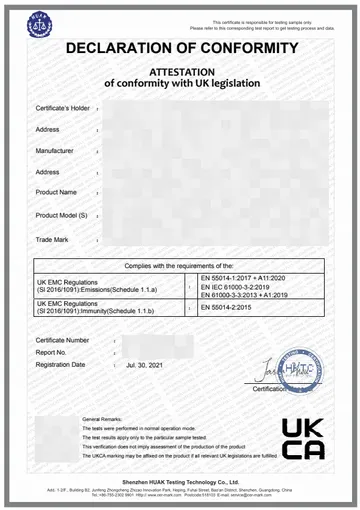 HUAK
This certificate is responsible for testing sample only.
Please refer to this corresponding test report to get testing process and data.
DECLARATION OF CONFORMITY
ATTESTATION
of conformity with UK legislation
Certificate's Holder :
Address :
Manufacturer :
Address :
Product Name :
Product Model (S) :
Trade Mark :
Complies with the requirements of the:
UK EMC Regulations
(SI 2016/1091):Emissions(Schedule 1.1.a) :
EN 55014-1:2017 + A11:2020
EN IEC 61000-3-2:2019
EN 61000-3-3:2013 + A1:2019
UK EMC Regulations
(SI 2016/1091):Immunity(Schedule 1.1.b) :
EN 55014-2:2015
Certificate Number :
Report No. :
Registration Date : Jul. 30, 2021
Certification
General Remarks:
The tests were performed in normal operation mode.
The test results apply only to the particular sample tested.
This verification does not imply assessment of the production of the product
The UKCA marking may be affixed on the product if all relevant UK legislations are fulfilled
UK
CA
Shenzhen HUAK Testing Technology Co., Ltd.